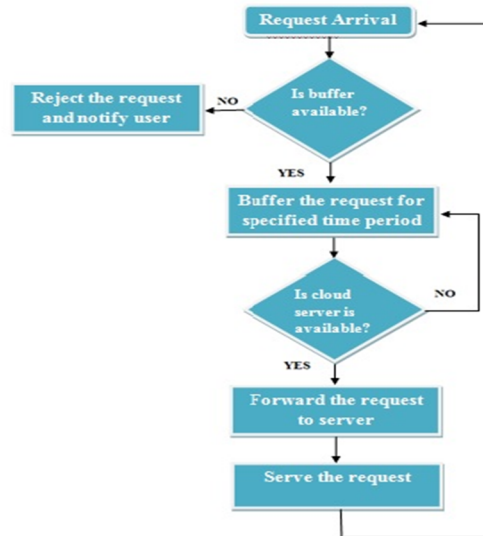 Request Arrival
Is buffer
available?
NO
Reject the request
and notify user
YES
Buffer the request for
specified time period
Is cloud
server is
available?
NO
YES
Forward the request
to server
Serve the request